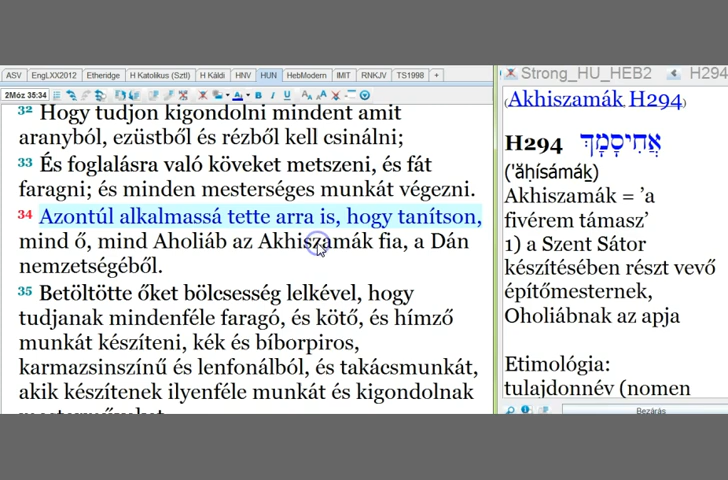 ASV EngLXX2012 Etheridge H Katolikus (Sztl) H Káldi HNV HUN HebModern IMIT RNKJV TS1998 +
2Móz 35:34
32 Hogy tudjon kigondolni mindent amit
aranyból, ezüstből és rézből kell csinálni;
33 És foglalásra való köveket metszeni, és fát
faragni; és minden mesterséges munkát végezni.
34 Azontúl alkalmassá tette arra is, hogy tanítson,
mind ő, mind Aholiáb az Akhiszamák fia, a Dán
nemzetségéből.
35 Betöltötte őket bölcsesség lelkével, hogy
tudjanak mindenféle faragó, és kötő, és hímző
munkát készíteni, kék és bíborpiros,
karmazsinszínű és lenfonálból, és takácsmunkát,
akik készítenek ilyenféle munkát és kigondolnak
mesterműveket.
Strong_HU_HEB2 H294
(Akhiszamák H294)
H294 אֲחִיסָמָךְ
('ăḥísámáḵ)
Akhiszamák = 'a
fivérem támasz'
1) a Szent Sátor
készítésében részt vevő
építőmesternek,
Oholiábnak az apja
Etimológia:
tulajdonnév (nomen
Bezárás